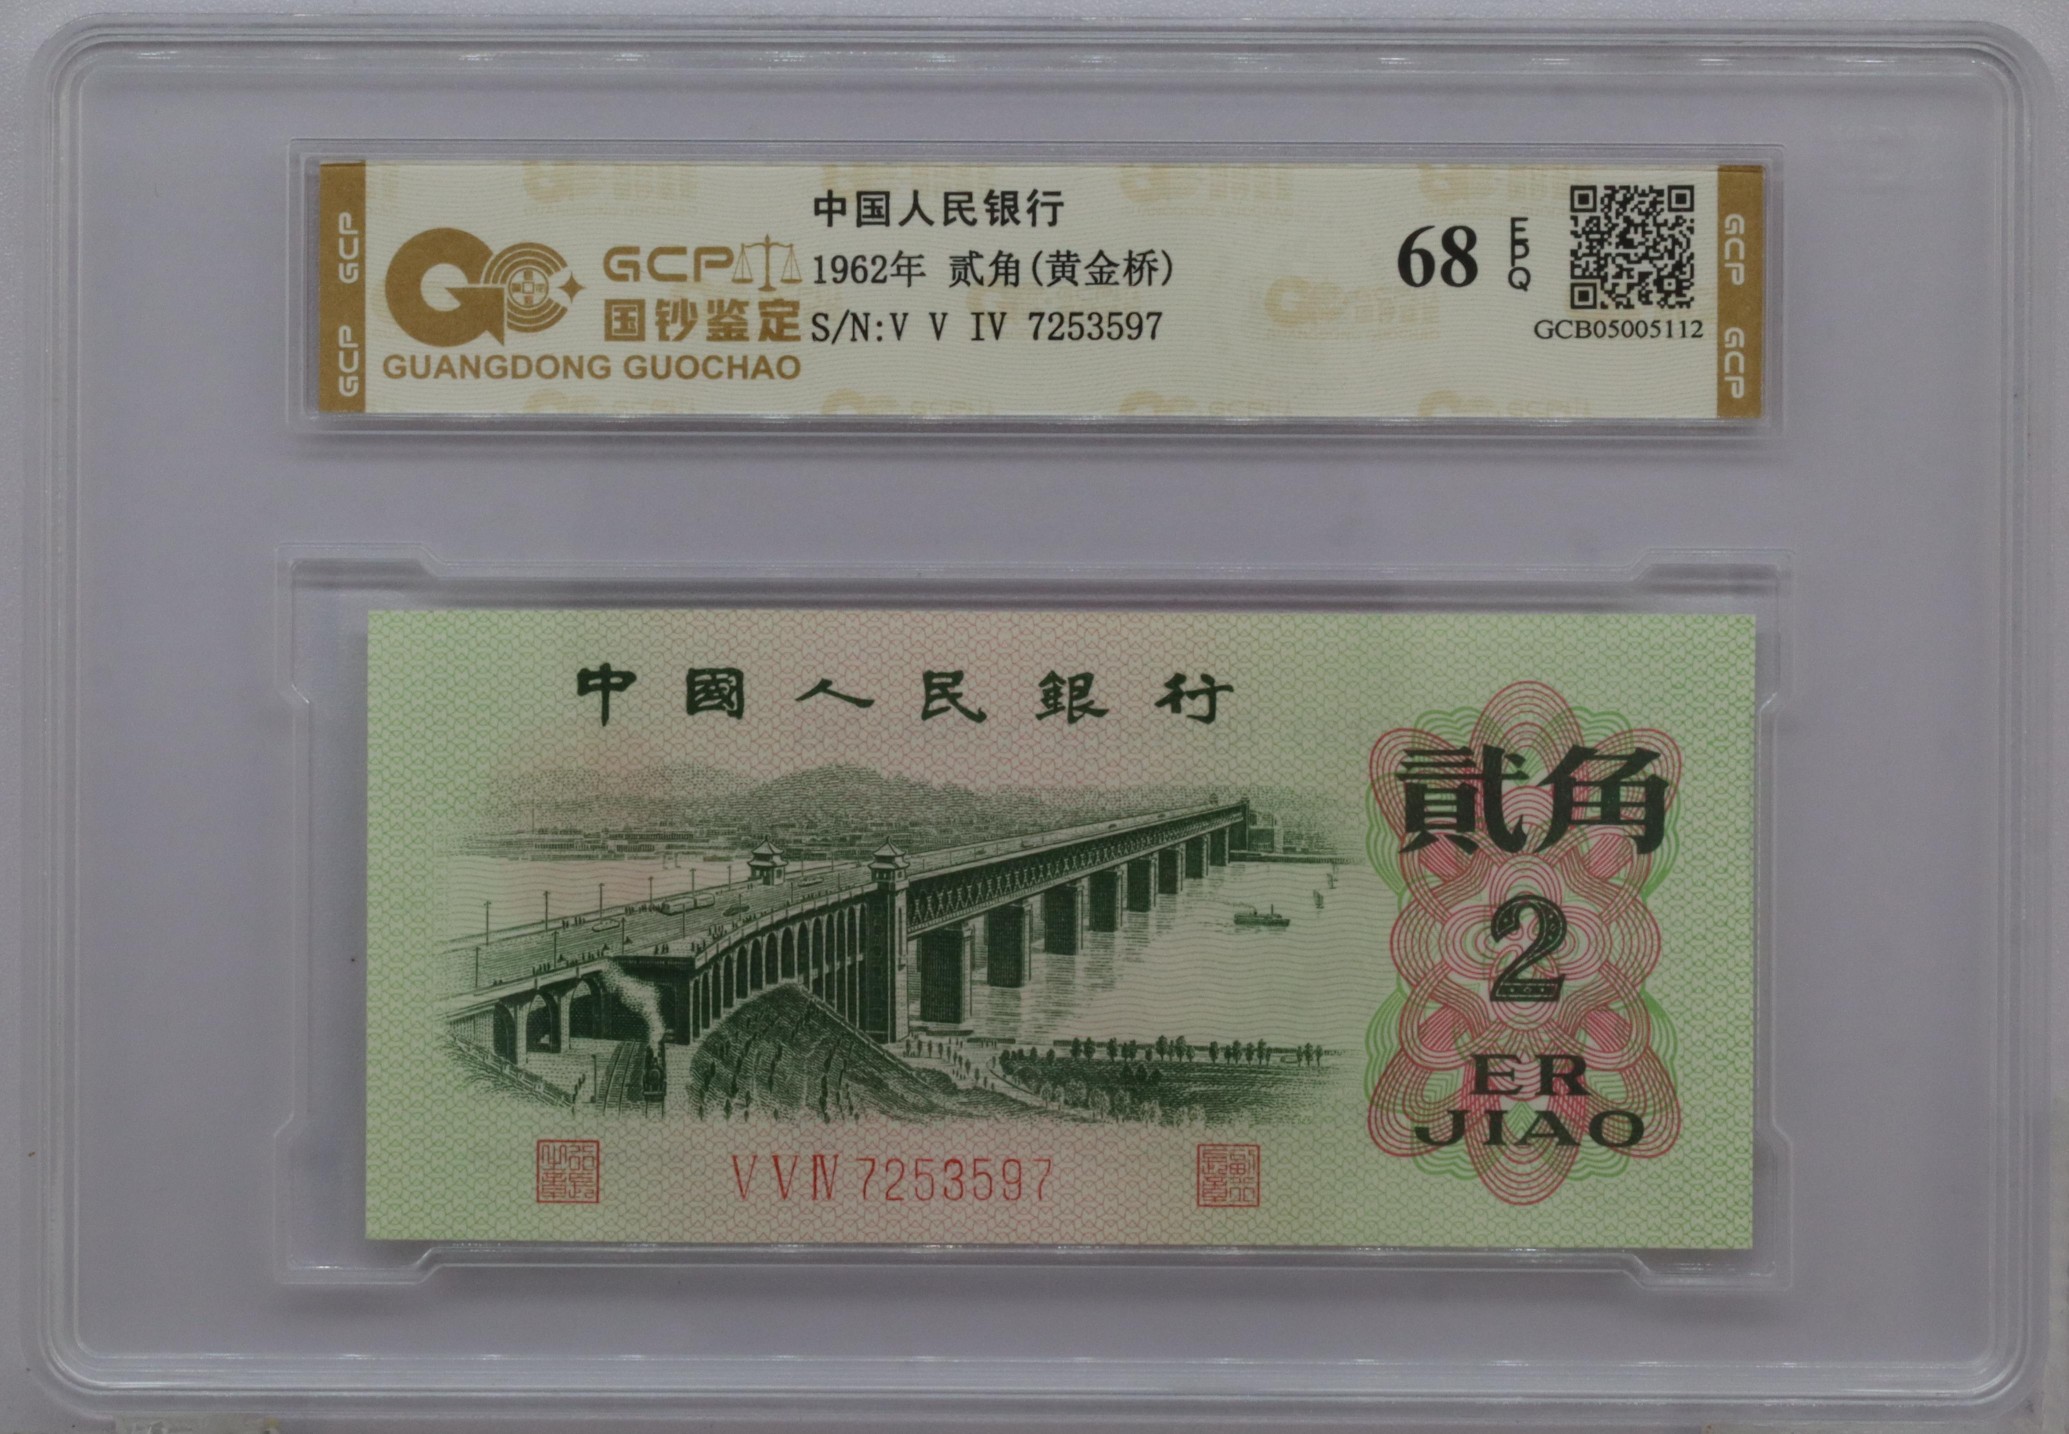 GCP GCP
GCP
国钞鉴定
GUANGDONG GUOCHAO
中国人民银行
1962年 贰角(黄金桥)
S/N:V V IV 7253597
68 EPQ
GCB05005112
GCP GCP
中國人民銀行
貳角
2
ER
JIAO
V V IV 7253597